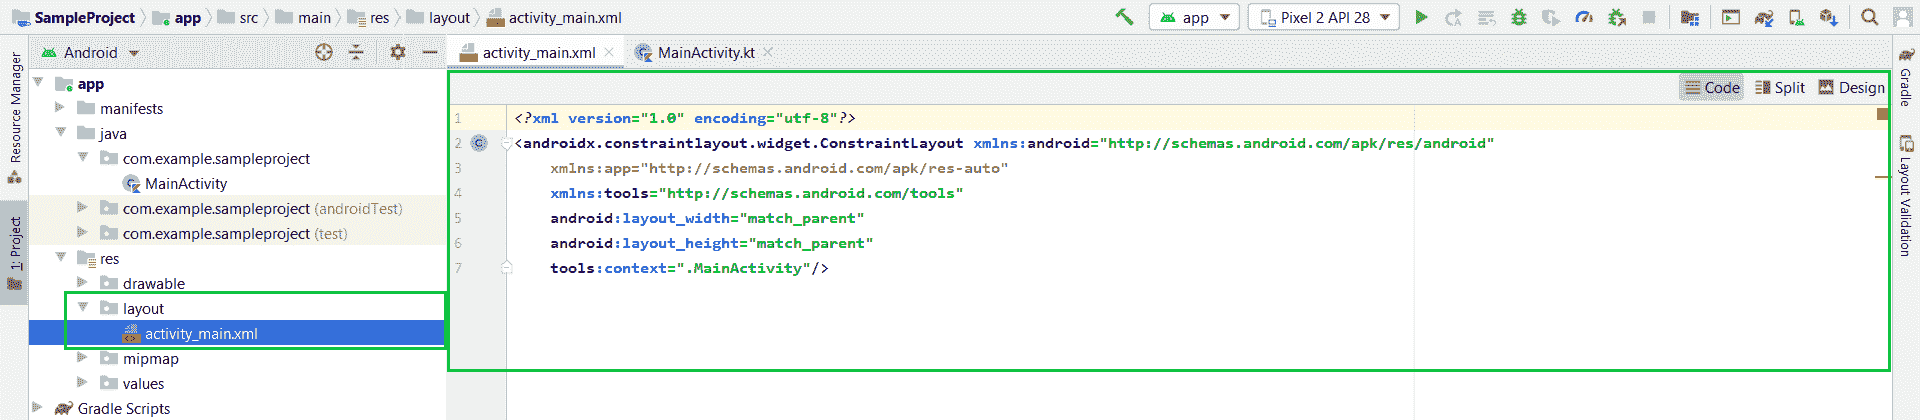 SampleProject app src main res layout activity_main.xml app Pixel 2 API 28
Android activity_main.xml MainActivity.kt
Resource Manager
1: Project
app
manifests
java
com.example.sampleproject
MainActivity
com.example.sampleproject (androidTest)
com.example.sampleproject (test)
res
drawable
layout
activity_main.xml
mipmap
values
Gradle Scripts
Code Split Design
1 <?xml version="1.0" encoding="utf-8"?>
2 <androidx.constraintlayout.widget.ConstraintLayout xmlns:android="http://schemas.android.com/apk/res/android"
3 xmlns:app="http://schemas.android.com/apk/res-auto"
4 xmlns:tools="http://schemas.android.com/tools"
5 android:layout_width="match_parent"
6 android:layout_height="match_parent"
7 tools:context=".MainActivity"/>
Gradle
Layout Validation